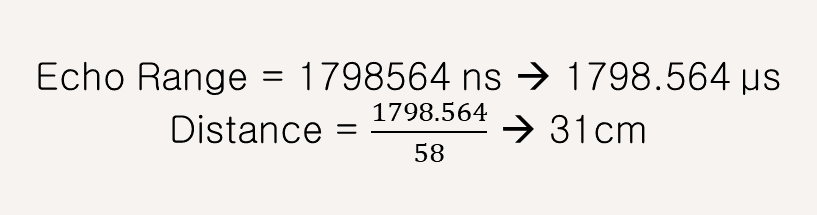 Echo Range = 1798564 ns → 1798.564 μs
Distance = 1798.564/58 → 31cm